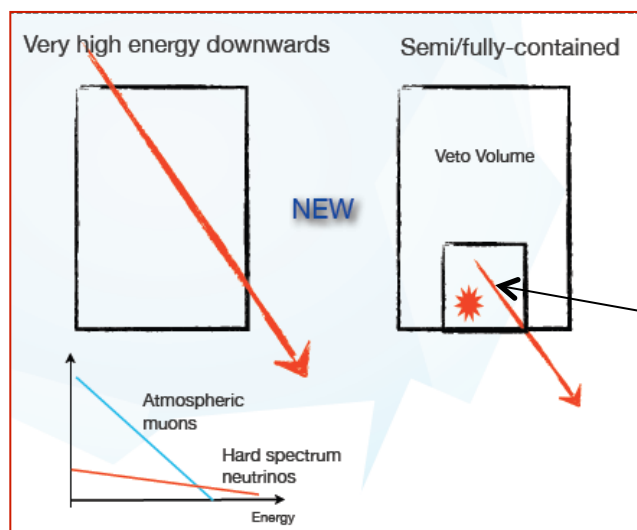 Very high energy downwards
Semi/fully-contained
Veto Volume
NEW
Atmospheric
muons
Hard spectrum
neutrinos
Energy